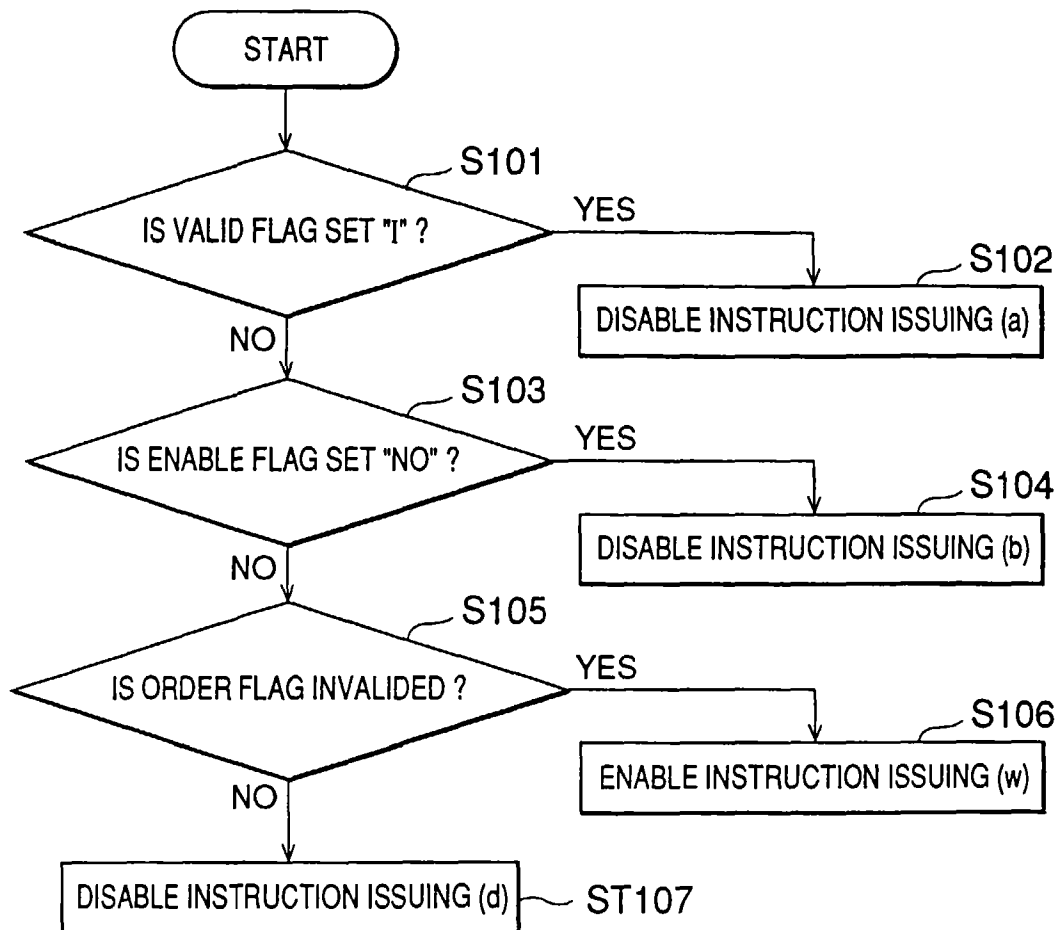 START
S101
IS VALID FLAG SET "I" ?
YES
S102
DISABLE INSTRUCTION ISSUING (a)
NO
S103
IS ENABLE FLAG SET "NO" ?
YES
S104
DISABLE INSTRUCTION ISSUING (b)
NO
S105
IS ORDER FLAG INVALIDED ?
YES
S106
ENABLE INSTRUCTION ISSUING (w)
NO
DISABLE INSTRUCTION ISSUING (d)
ST107